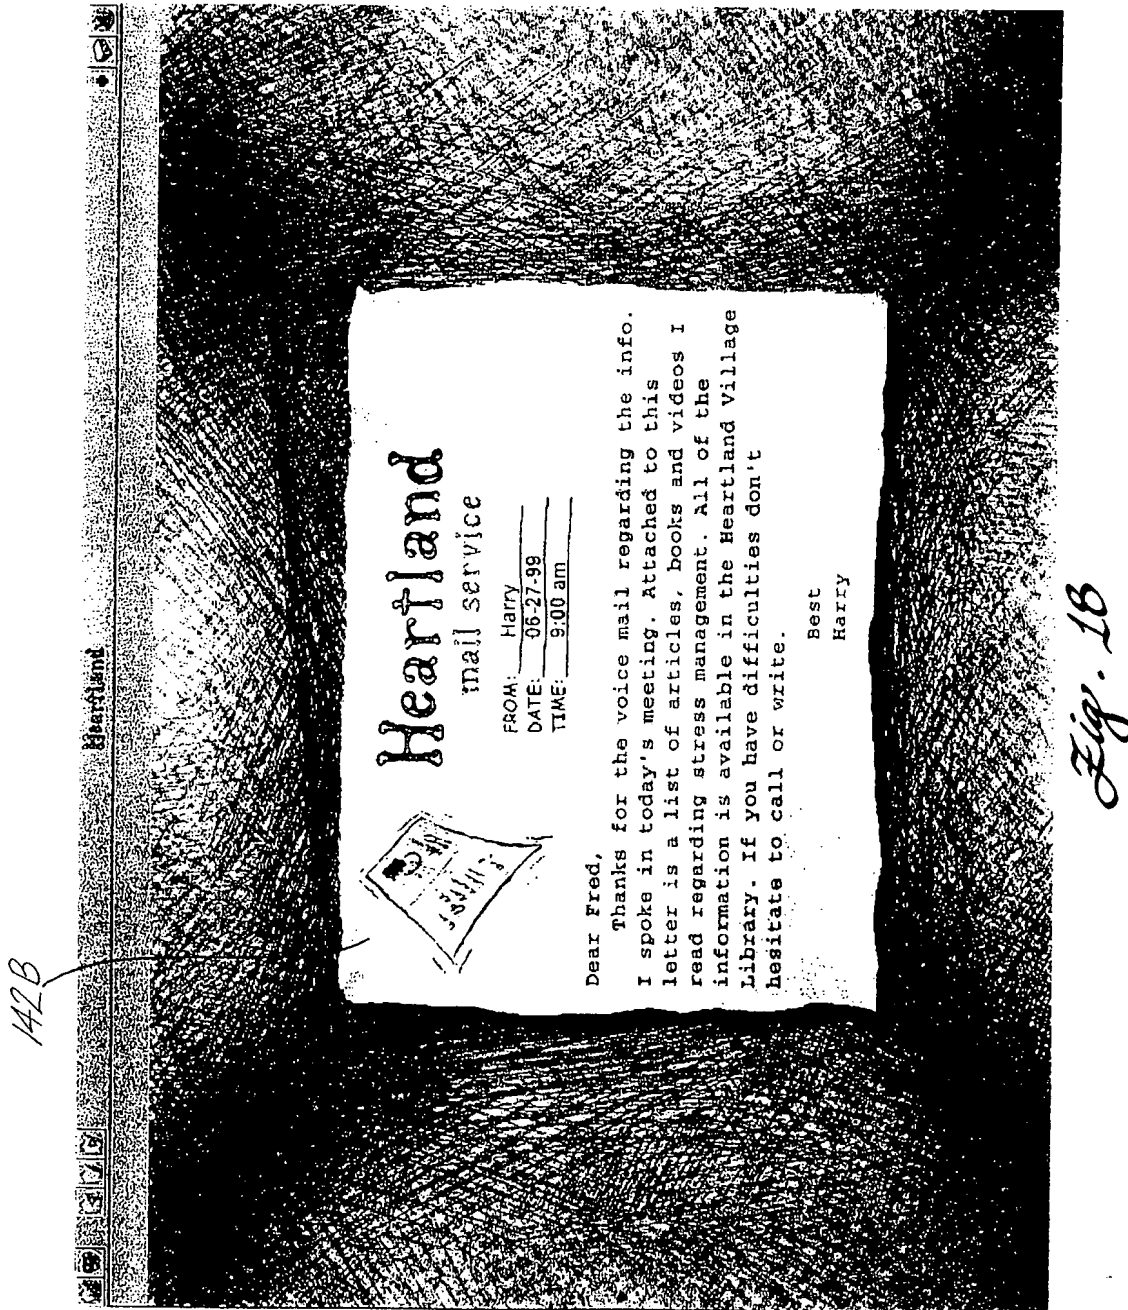 142B
Heartland
Heartland
mail service
FROM: Harry
DATE: 06-27-99
TIME: 9:00 am
Dear Fred,
Thanks for the voice mail regarding the info.
I spoke in today's meeting. Attached to this
letter is a list of articles, books and videos I
read regarding stress management. All of the
information is available in the Heartland Village
Library. If you have difficulties don't
hesitate to call or write.
Best
Harry
Fig. 18